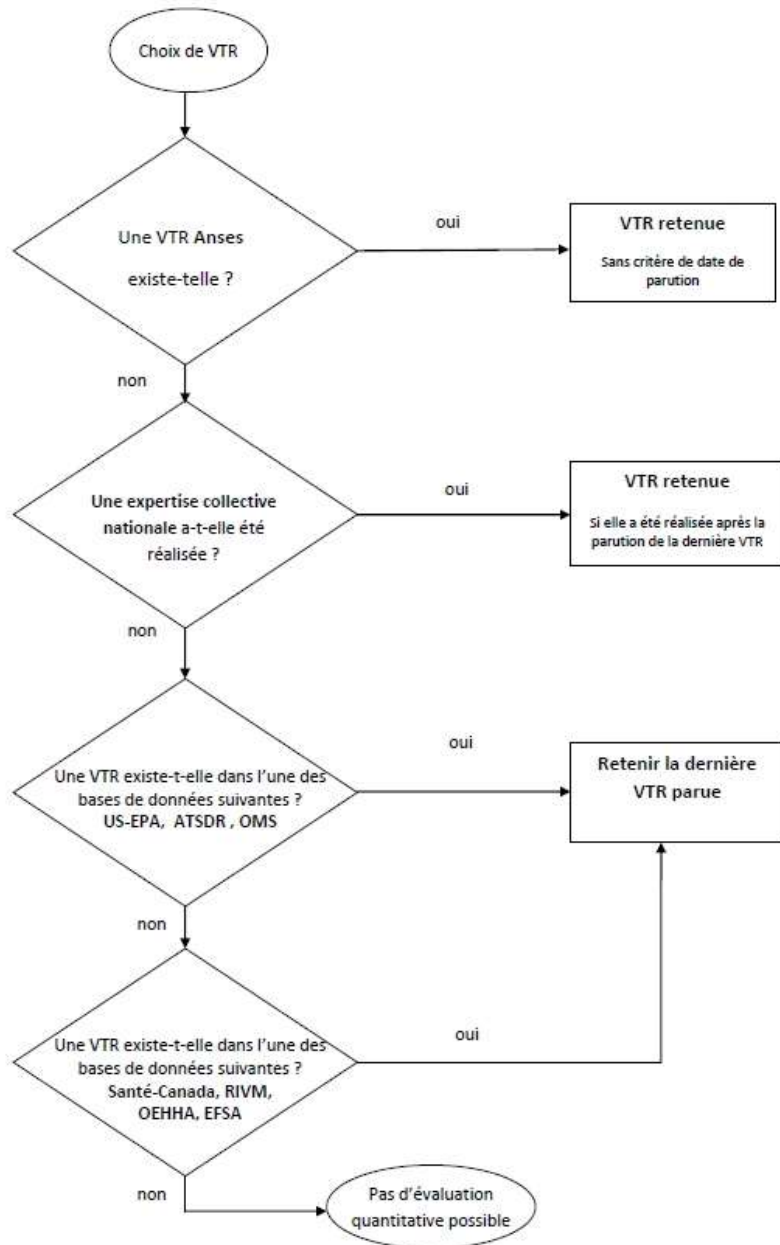 Choix de VTR
Une VTR Anses
existe-telle ?
oui
VTR retenue
Sans critère de date de
parution
non
Une expertise collective
nationale a-t-elle été
réalisée ?
oui
VTR retenue
Si elle a été réalisée après la
parution de la dernière VTR
non
Une VTR existe-t-elle dans l'une des
bases de données suivantes ?
US-EPA, ATSDR , OMS
oui
Retenir la dernière
VTR parue
non
Une VTR existe-t-elle dans l'une des
bases de données suivantes ?
Santé-Canada, RIVM,
OEHHA, EFSA
oui
non
Pas d'évaluation
quantitative possible